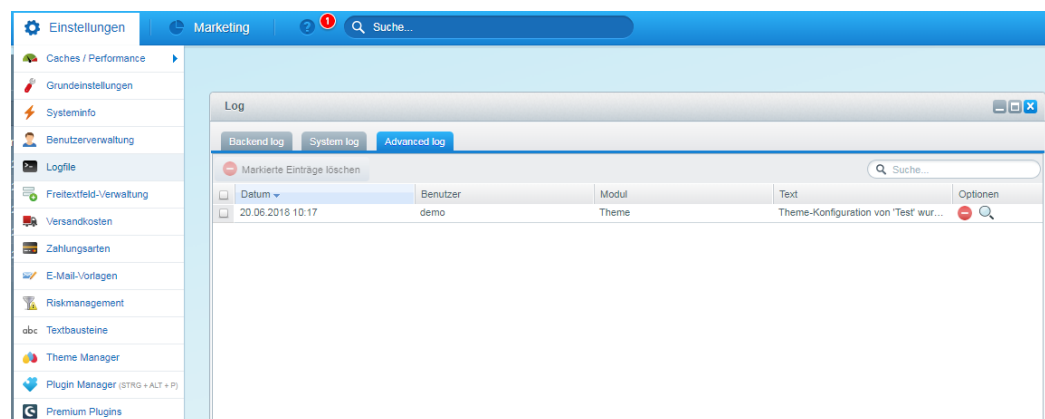 Einstellungen Marketing ? 1 Suche...
Caches / Performance
Grundeinstellungen
Systeminfo
Benutzerverwaltung
Logfile
Freitextfeld-Verwaltung
Versandkosten
Zahlungsarten
E-Mail-Vorlagen
Riskmanagement
abc Textbausteine
Theme Manager
Plugin Manager (STRG + ALT + P)
Premium Plugins
Log
Backend log System log Advanced log
Markierte Einträge löschen Suche...
Datum Benutzer Modul Text Optionen
20.06.2018 10:17 demo Theme Theme-Konfiguration von 'Test' wur...